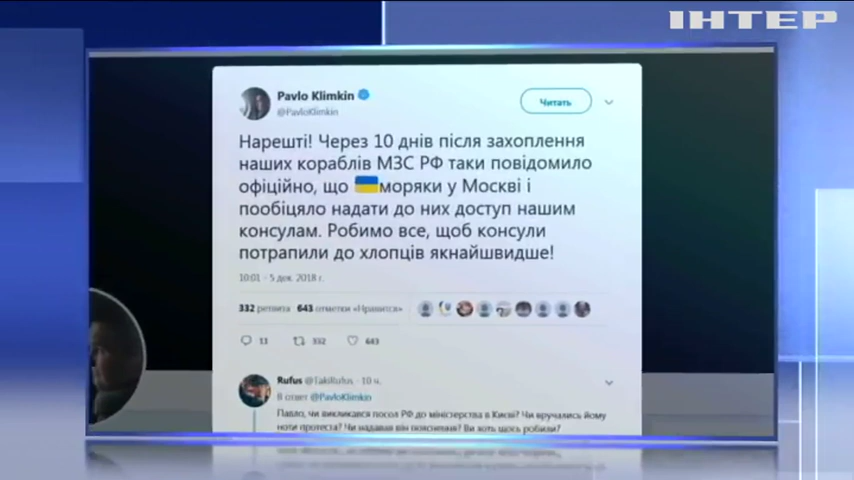 ІНТЕР
Pavlo Klimkin
@PavloKlimkin
Читать
Нарешті! Через 10 днів після захоплення
наших кораблів МЗС РФ таки повідомило
офіційно, що 🇺🇦моряки у Москві і
пообіцяло надати до них доступ нашим
консулам. Робимо все, щоб консули
потрапили до хлопців якнайшвидше!
10:01 - 5 дек. 2018 г.
332 ретвита 643 отметки «Нравится»
332 643
Rufus @TakiRufus · 10 ч.
В ответ @PavloKlimkin
Павло, чи викликався посол РФ до міністерства в Києві? Чи вручались йому
ноти протеста? Чи надавав він пояснення? Ви хоть щось робили?